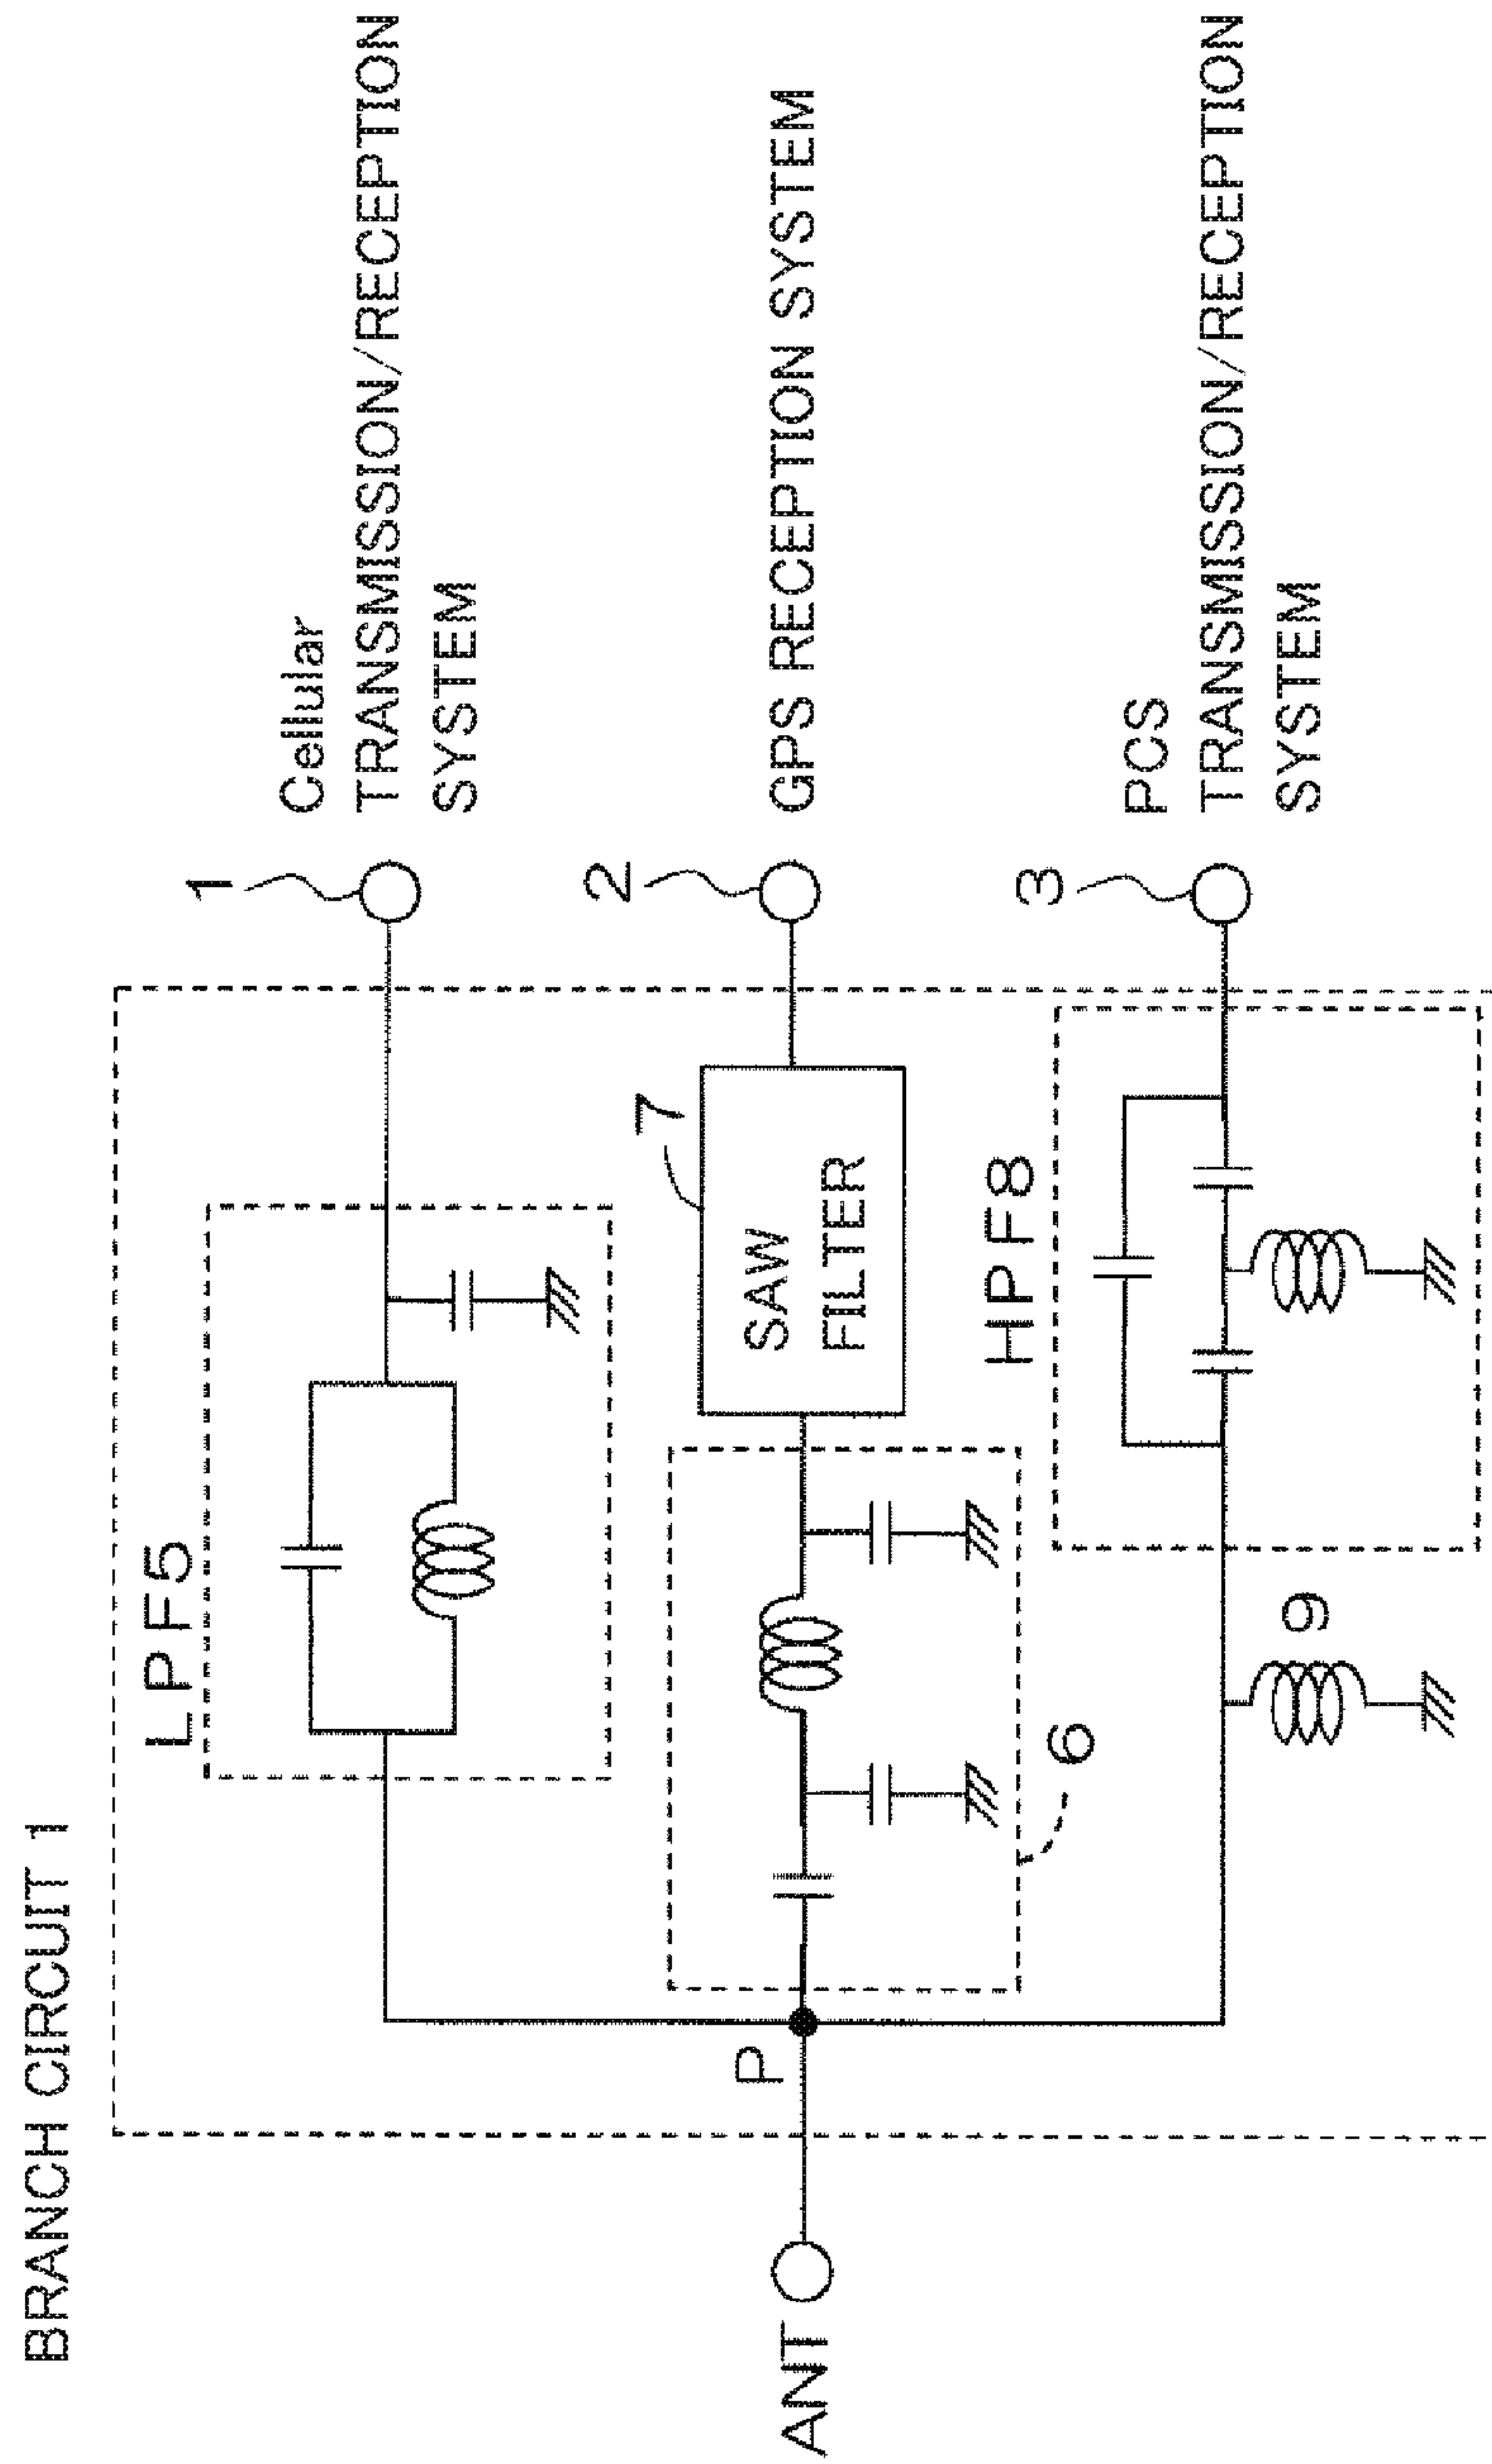 BRANCH CIRCUIT 1
LPF5
1
Cellular
TRANSMISSION/RECEPTION
SYSTEM
ANT
P
6
7
SAW
FILTER
2
GPS RECEPTION SYSTEM
9
HPF8
3
PCS
TRANSMISSION/RECEPTION
SYSTEM